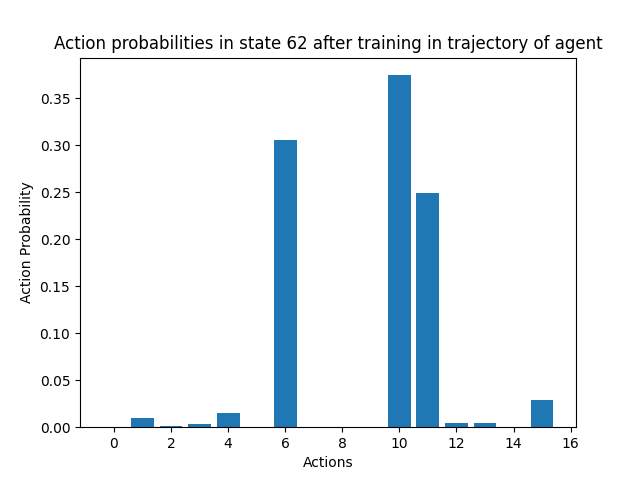 Action probabilities in state 62 after training in trajectory of agent
Action Probability
0.35
0.30
0.25
0.20
0.15
0.10
0.05
0.00
0 2 4 6 8 10 12 14 16
Actions